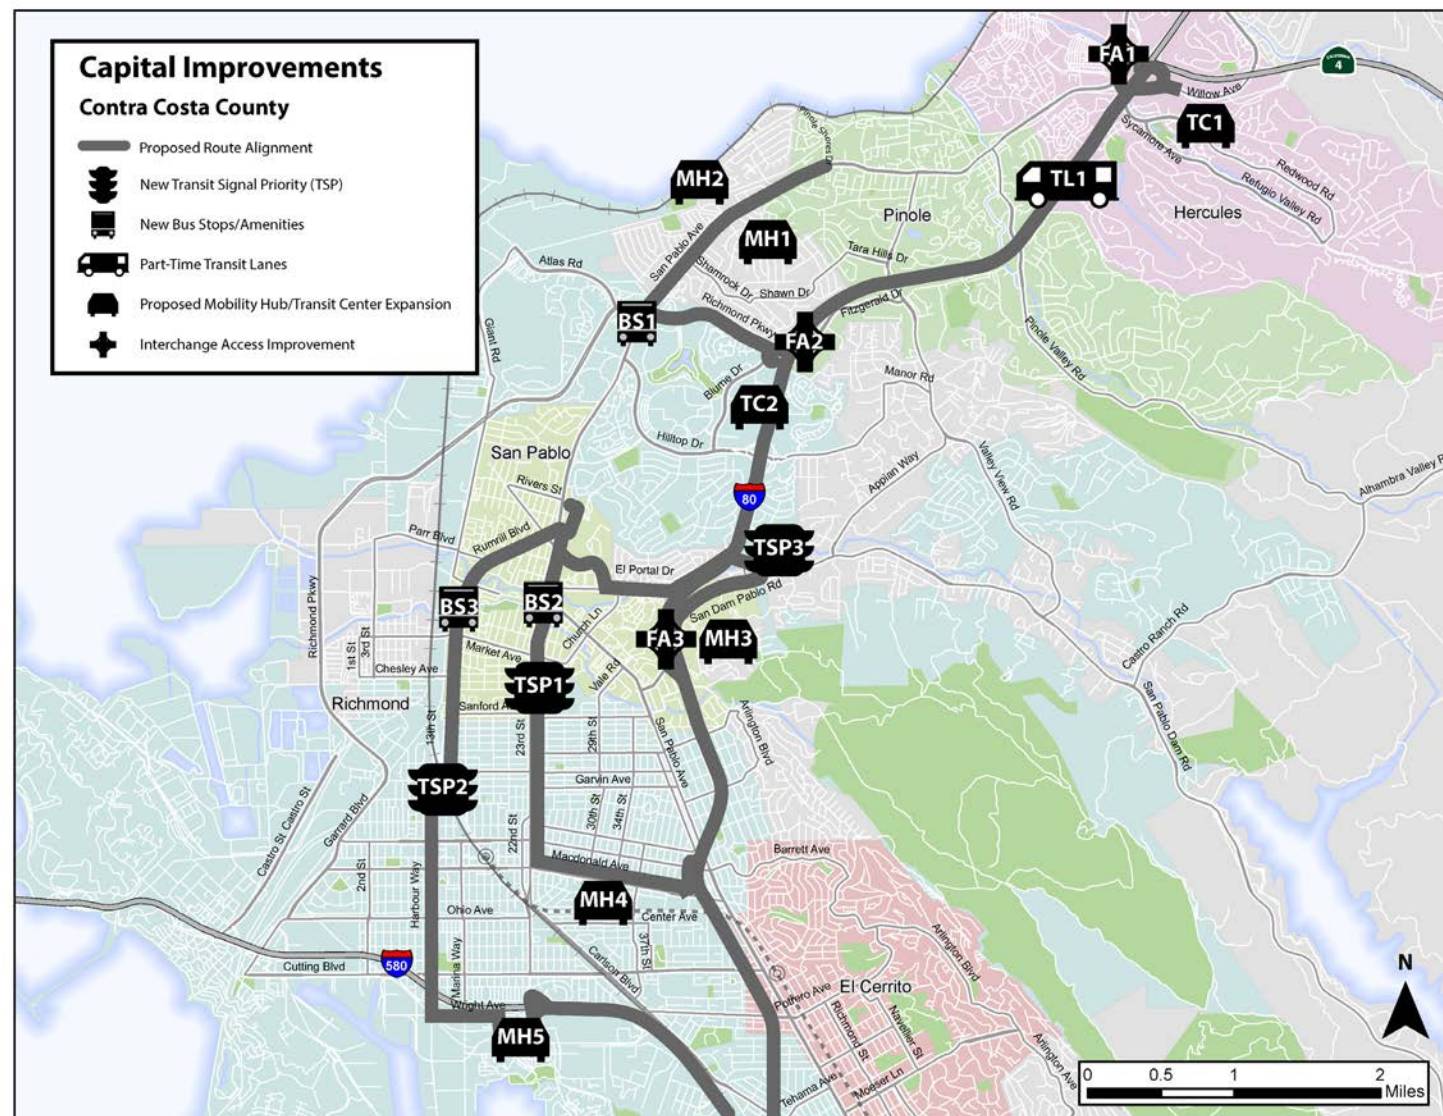 Capital Improvements
Contra Costa County
Proposed Route Alignment
New Transit Signal Priority (TSP)
New Bus Stops/Amenities
Part-Time Transit Lanes
Proposed Mobility Hub/Transit Center Expansion
Interchange Access Improvement
FA1
CALIFORNIA
4
Willow Ave
TC1
Sycamore Ave
Redwood Rd
Refugio Valley Rd
TL1
Hercules
Pinole Shores Dr
MH2
Pinole
MH1
San Pablo Ave
Tara Hills Dr
Shamrock Dr
Shawn Dr
Atlas Rd
Giant Rd
BS1
Richmond Pkwy
Fitzgerald Dr
FA2
Pinole Valley Rd
Blume Dr
Manor Rd
TC2
Hilltop Dr
San Pablo
Appian Way
Valley View Rd
Rivers St
80
Alhambra Valley R
Parr Blvd
Rumrill Blvd
TSP3
El Portal Dr
San Dam Pablo Rd
Richmond Pkwy
BS3
BS2
Church Ln
FA3
MH3
Castro Ranch Rd
1st St
3rd St
Market Ave
Chesley Ave
Vale Rd
TSP1
Richmond
Sanford A
13th St
23rd St
29th St
San Pablo Ave
Arlington Blvd
San Pablo Dam Rd
TSP2
Garvin Ave
Castro St
Castro St
Garrard Blvd
22nd St
30th St
34th St
2nd St
Macdonald Ave
Barrett Ave
Harbour Way
MH4
Ohio Ave
Center Ave
37th St
Arlington Blvd
580
Cutting Blvd
Marina Way
Carlson Blvd
El Cerrito
Wright Ave
Potrero Ave
MH5
Richmond St
Navellier St
Moeser Ln
Arlington Ave
Tehama Ave
N
0 0.5 1 2
Miles